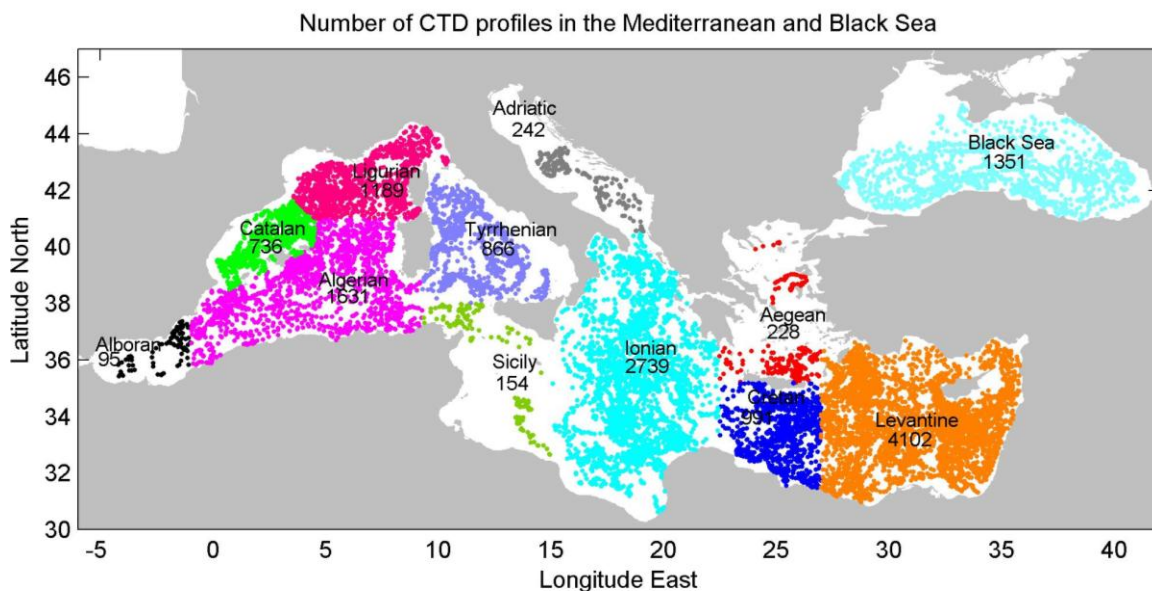 Number of CTD profiles in the Mediterranean and Black Sea
Latitude North
46
44
42
40
38
36
34
32
30
Adriatic
242
Black Sea
1351
Ligurian
1189
Catalan
736
Tyrrhenian
866
Algerian
1631
Aegean
228
Alboran
95
Sicily
154
Ionian
2739
Cretan
991
Levantine
4102
-5 0 5 10 15 20 25 30 35 40
Longitude East